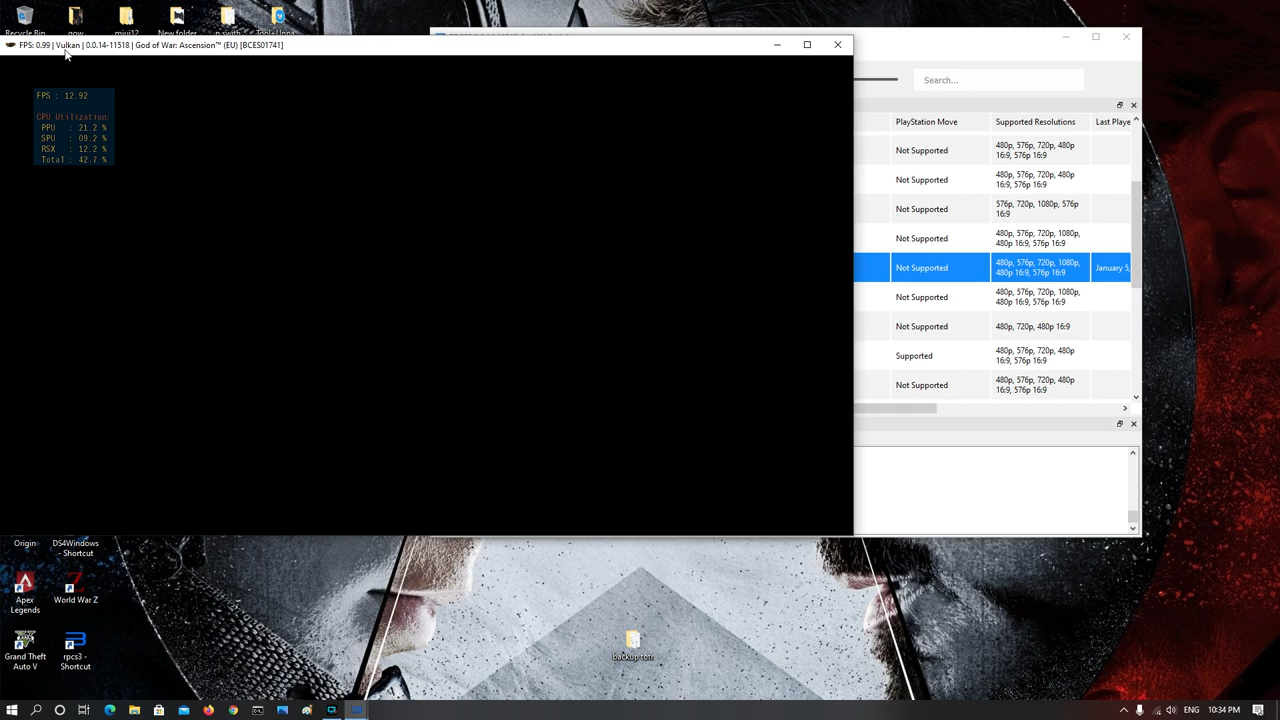 Recycle Bin
gow
miui12
New folder
FPS: 0.99 | Vulkan | 0.0.14-11518 | God of War: Ascension™ (EU) [BCES01741]
FPS : 12.92
CPU Utilization:
PPU : 21.2 %
SPU : 09.2 %
RSX : 12.2 %
Total : 42.7 %
Search...
PlayStation Move
Supported Resolutions
Last Playe
Not Supported
480p, 576p, 720p, 480p
16:9, 576p 16:9
Not Supported
480p, 576p, 720p, 480p
16:9, 576p 16:9
Not Supported
576p, 720p, 1080p, 576p
16:9
Not Supported
480p, 576p, 720p, 1080p,
480p 16:9, 576p 16:9
Not Supported
480p, 576p, 720p, 1080p,
480p 16:9, 576p 16:9
January 5,
Not Supported
480p, 576p, 720p, 1080p,
480p 16:9, 576p 16:9
Not Supported
480p, 720p, 480p 16:9
Supported
480p, 576p, 720p, 480p
16:9, 576p 16:9
Not Supported
480p, 576p, 720p, 480p
16:9, 576p 16:9
Origin
DS4Windows
- Shortcut
Apex
Legends
World War Z
Grand Theft
Auto V
rpcs3 -
Shortcut
backup totr
ENG
10:34 PM